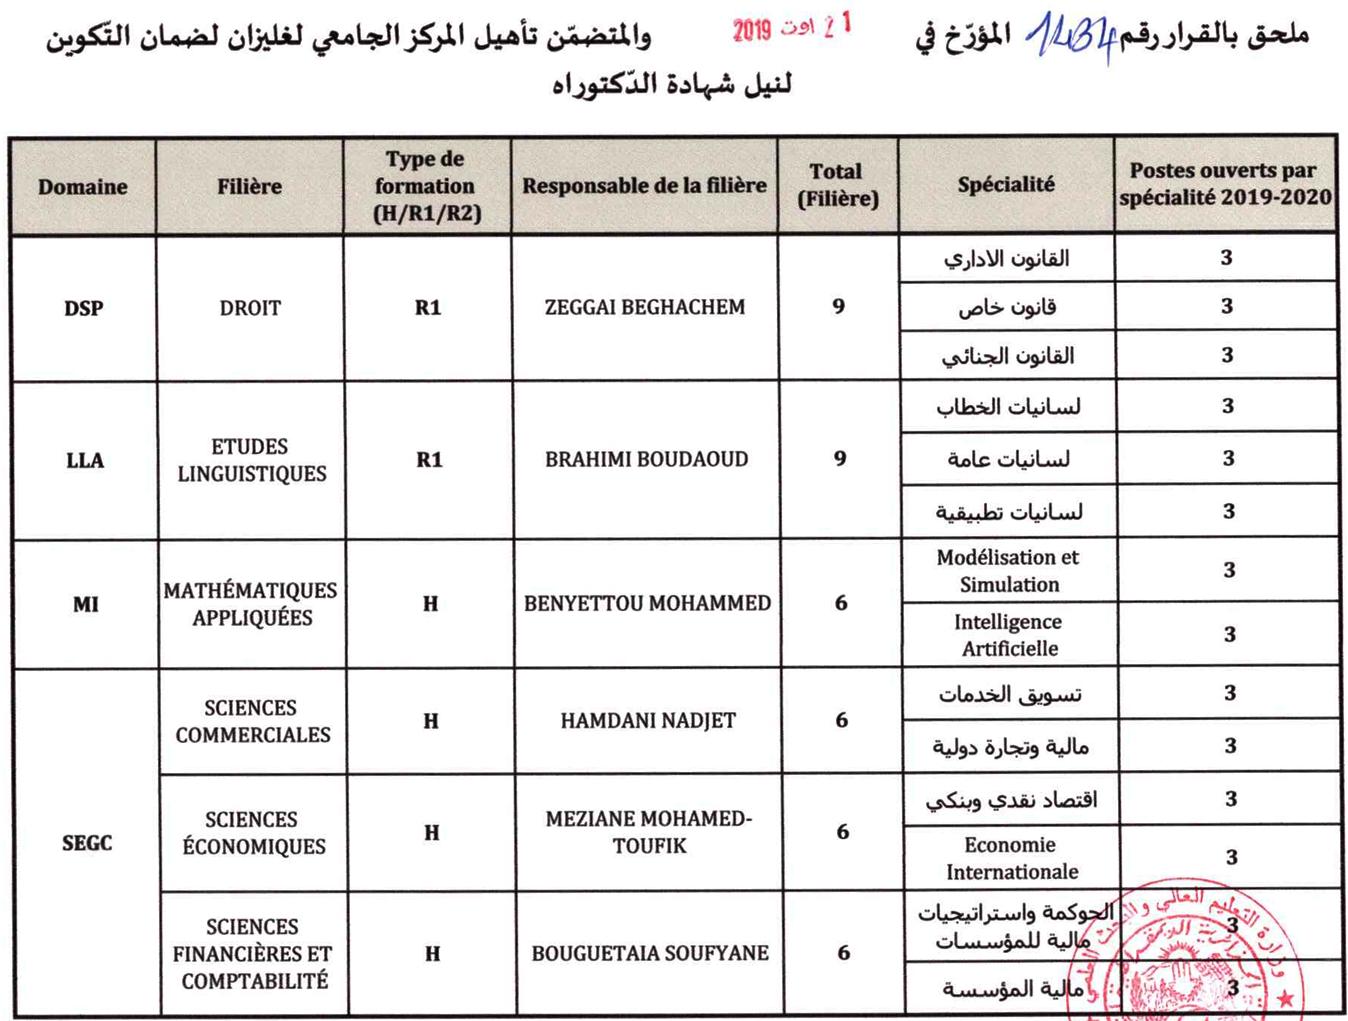 ملحق بالقرار رقم 1434 المؤرّخ في 21 اوت 2019 والمتضمّن تأهيل المركز الجامعي لغليزان لضمان التّكوين
لنيل شهادة الدّكتوراه
Domaine
Filière
Type de
formation
(H/R1/R2)
Responsable de la filière
Total
(Filière)
Spécialité
Postes ouverts par
spécialité 2019-2020
DSP
DROIT
R1
ZEGGAI BEGHACHEM
9
القانون الاداري
3
قانون خاص
3
القانون الجنائي
3
LLA
ETUDES
LINGUISTIQUES
R1
BRAHIMI BOUDAOUD
9
لسانيات الخطاب
3
لسانيات عامة
3
لسانيات تطبيقية
3
MI
MATHÉMATIQUES
APPLIQUÉES
H
BENYETTOU MOHAMMED
6
Modélisation et
Simulation
3
Intelligence
Artificielle
3
SEGC
SCIENCES
COMMERCIALES
H
HAMDANI NADJET
6
تسويق الخدمات
3
مالية وتجارة دولية
3
SCIENCES
ÉCONOMIQUES
H
MEZIANE MOHAMED-
TOUFIK
6
اقتصاد نقدي وبنكي
3
Economie
Internationale
3
SCIENCES
FINANCIÈRES ET
COMPTABILITÉ
H
BOUGUETAIA SOUFYANE
6
الحوكمة واستراتيجيات
مالية للمؤسسات
3
مالية المؤسسة
3
وزارة التعليم العالي و البحث العلمي